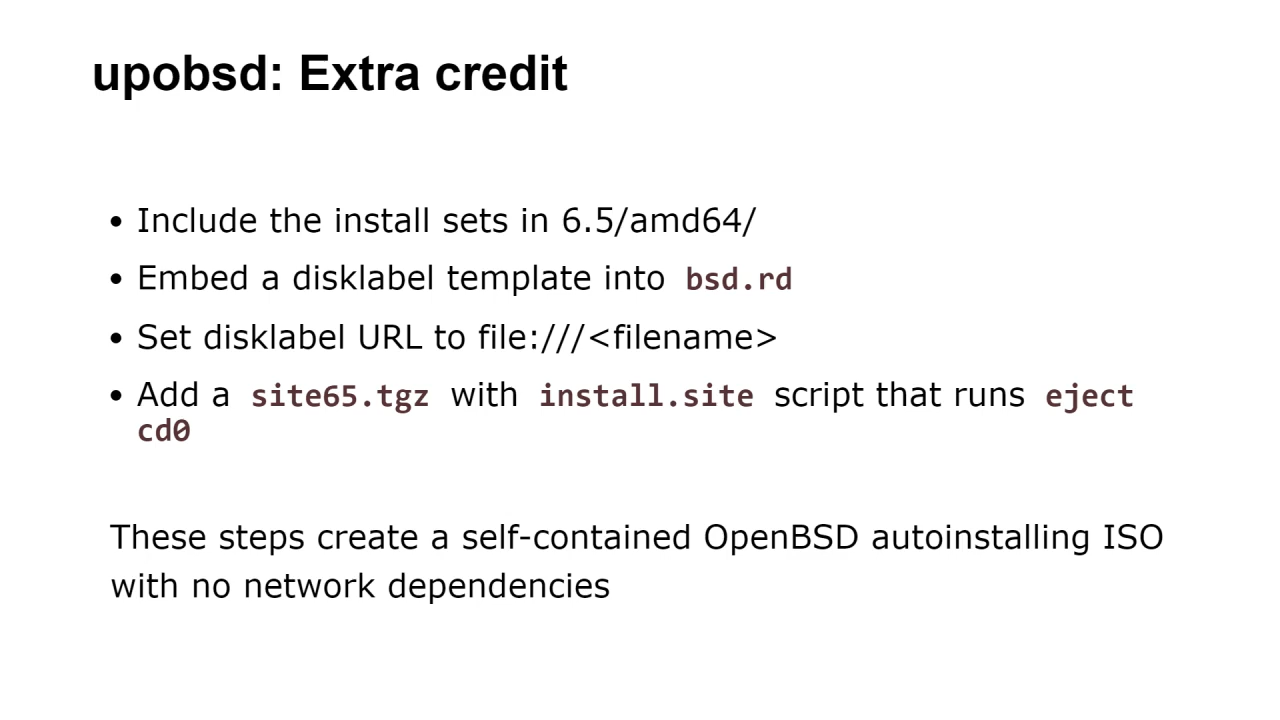 upobsd: Extra credit
• Include the install sets in 6.5/amd64/
• Embed a disklabel template into bsd.rd
• Set disklabel URL to file:///<filename>
• Add a site65.tgz with install.site script that runs eject
cd0
These steps create a self-contained OpenBSD autoinstalling ISO
with no network dependencies